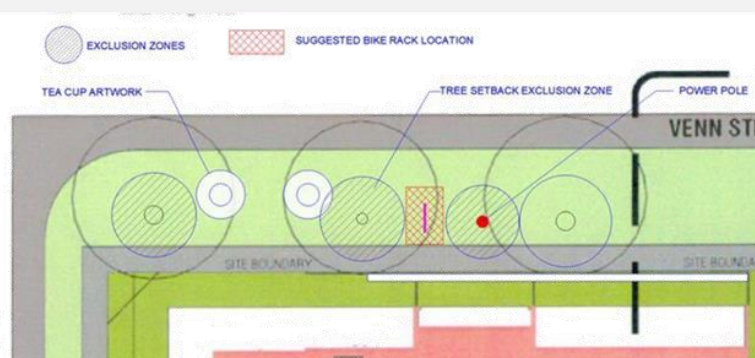 EXCLUSION ZONES
SUGGESTED BIKE RACK LOCATION
TEA CUP ARTWORK
TREE SETBACK EXCLUSION ZONE
POWER POLE
VENN ST
SITE BOUNDARY
SITE